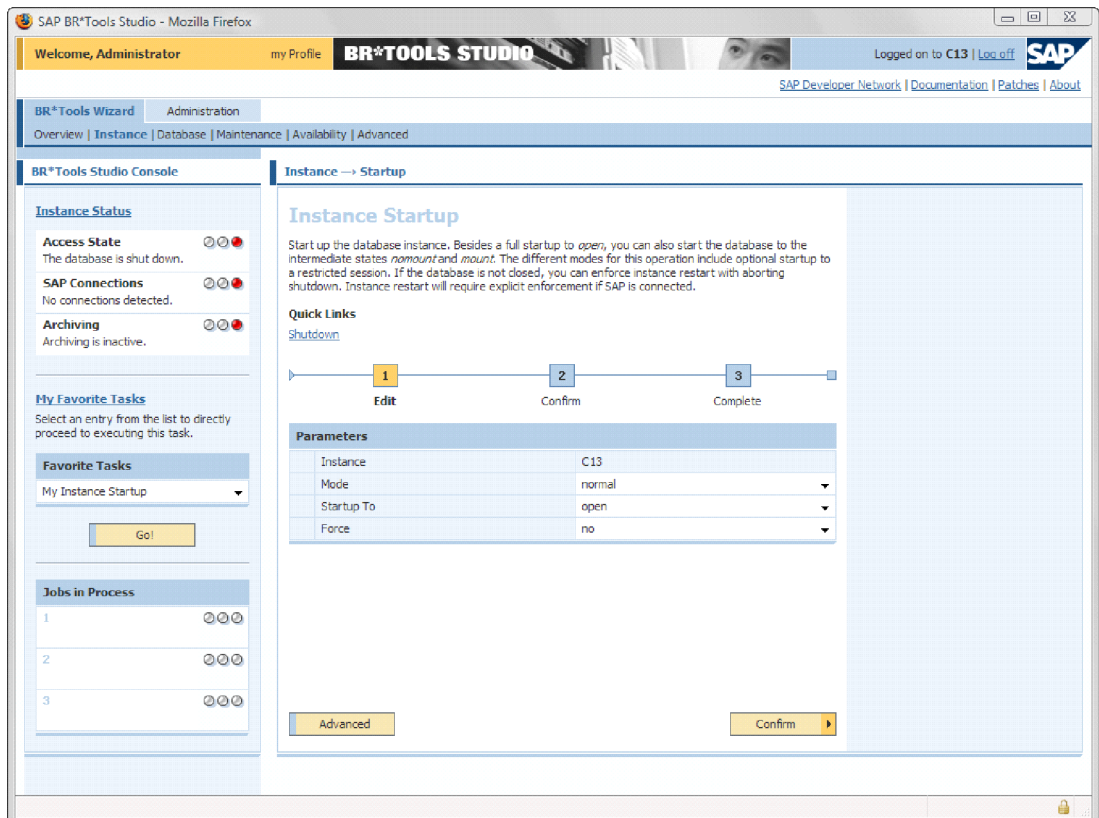 SAP BR*Tools Studio - Mozilla Firefox
Welcome, Administrator
my Profile
BR*TOOLS STUDIO
Logged on to C13 | Log off
SAP
SAP Developer Network | Documentation | Patches | About
BR*Tools Wizard
Administration
Overview | Instance | Database | Maintenance | Availability | Advanced
BR*Tools Studio Console
Instance Status
Access State
The database is shut down.
SAP Connections
No connections detected.
Archiving
Archiving is inactive.
My Favorite Tasks
Select an entry from the list to directly
proceed to executing this task.
Favorite Tasks
My Instance Startup
Go!
Jobs in Process
1
2
3
Instance --> Startup
Instance Startup
Start up the database instance. Besides a full startup to open, you can also start the database to the
intermediate states nomount and mount. The different modes for this operation include optional startup to
a restricted session. If the database is not closed, you can enforce instance restart with aborting
shutdown. Instance restart will require explicit enforcement if SAP is connected.
Quick Links
Shutdown
1
2
3
Edit
Confirm
Complete
Parameters
Instance C13
Mode normal
Startup To open
Force no
Advanced
Confirm